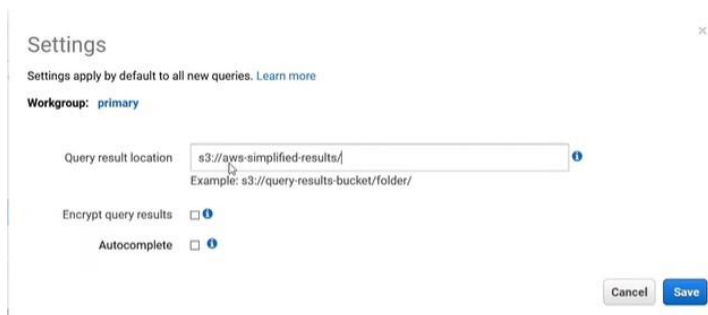 Settings
Settings apply by default to all new queries. Learn more
Workgroup: primary
Query result location s3://aws-simplified-results/
Example: s3://query-results-bucket/folder/
Encrypt query results
Autocomplete
Cancel Save